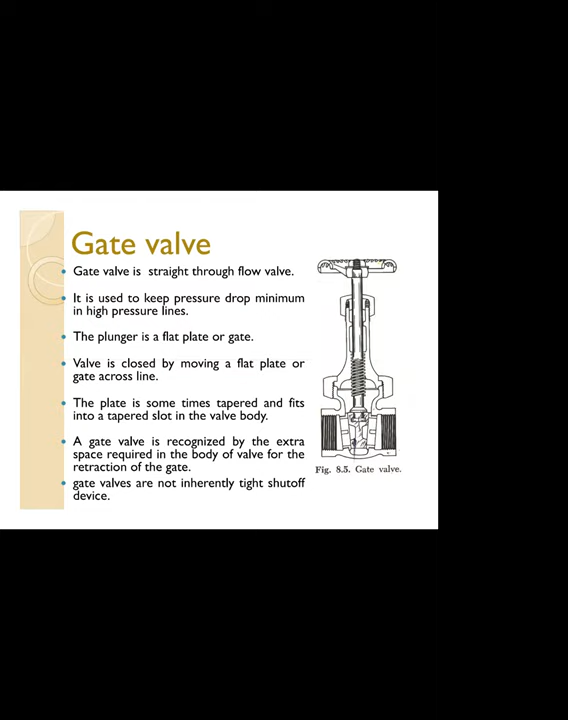 Gate valve
Gate valve is straight through flow valve.
It is used to keep pressure drop minimum
in high pressure lines.
The plunger is a flat plate or gate.
Valve is closed by moving a flat plate or
gate across line.
The plate is some times tapered and fits
into a tapered slot in the valve body.
A gate valve is recognized by the extra
space required in the body of valve for the
retraction of the gate.
gate valves are not inherently tight shutoff
device.
Fig. 8.5. Gate valve.